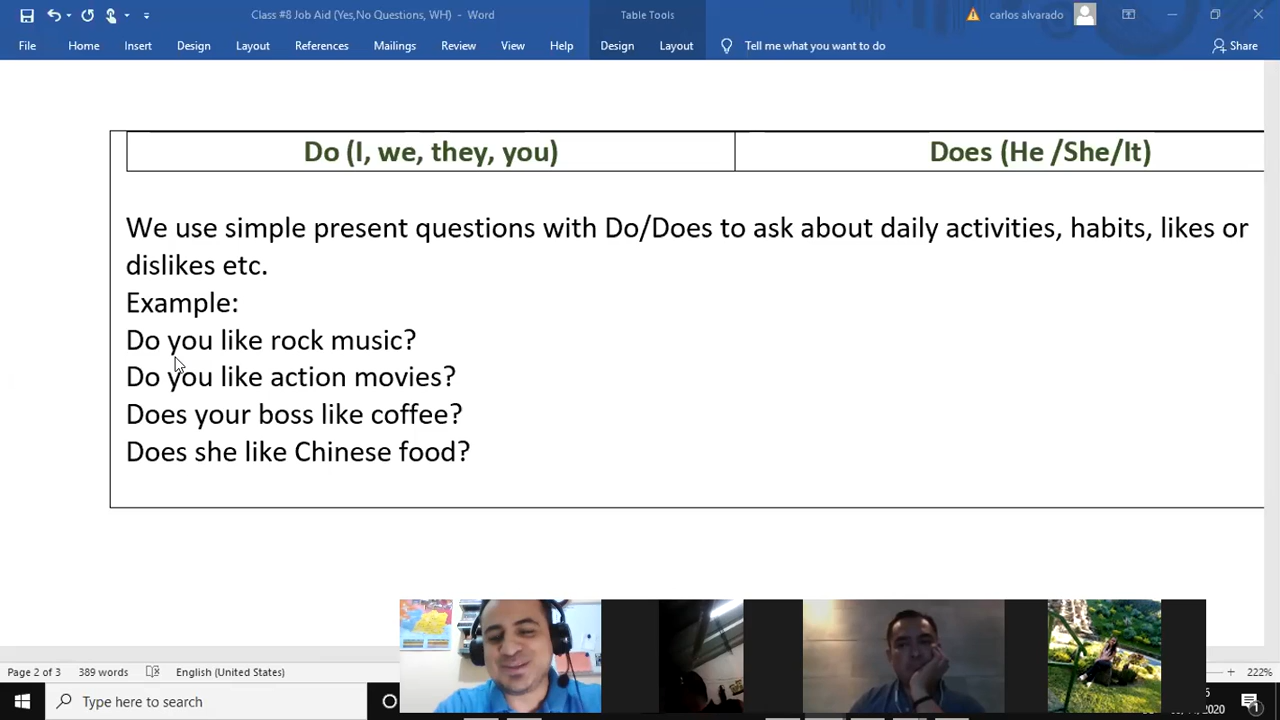 Class #8 Job Aid (Yes,No Questions, WH) - Word
Table Tools
carlos alvarado
File Home Insert Design Layout References Mailings Review View Help Design Layout Tell me what you want to do Share
Do (I, we, they, you) Does (He /She/It)
We use simple present questions with Do/Does to ask about daily activities, habits, likes or
dislikes etc.
Example:
Do you like rock music?
Do you like action movies?
Does your boss like coffee?
Does she like Chinese food?
Page 2 of 3 389 words English (United States) 222%
Type here to search